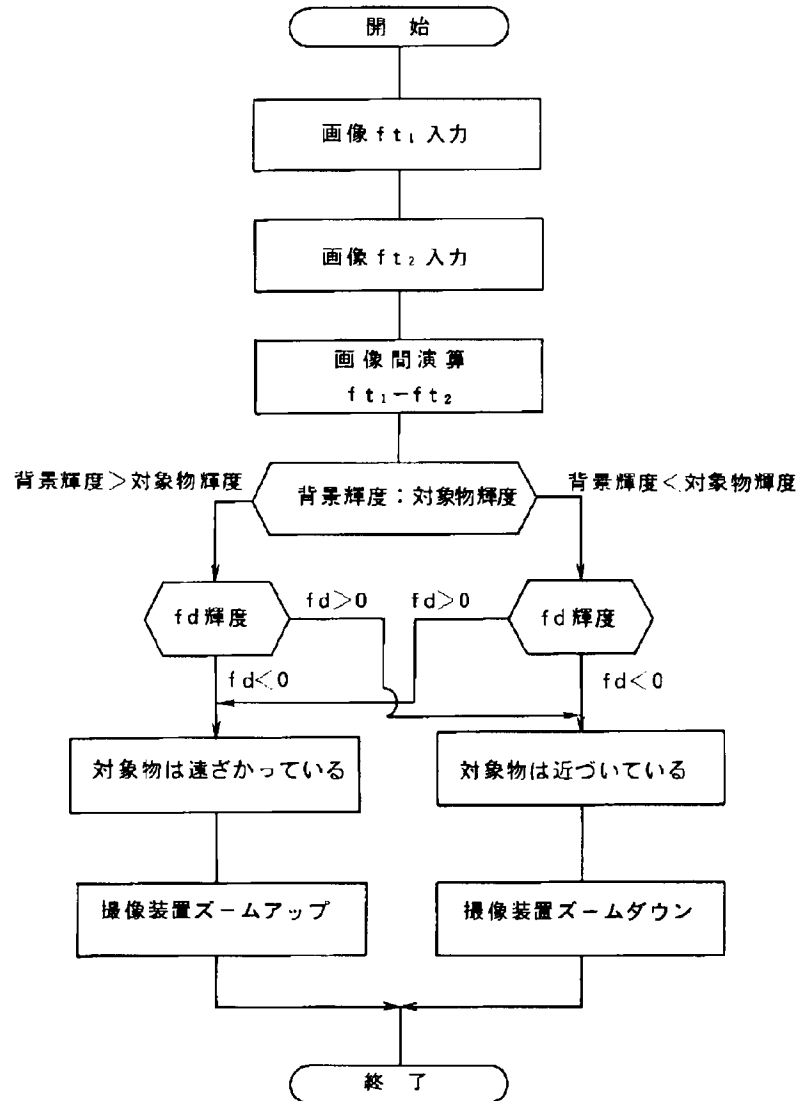 開始
画像ft₁入力
画像ft₂入力
画像間演算
ft₁−ft₂
背景輝度>対象物輝度
背景輝度:対象物輝度
背景輝度<対象物輝度
fd輝度
fd>0
fd>0
fd輝度
fd<0
fd<0
対象物は遠ざかっている
対象物は近づいている
撮像装置ズームアップ
撮像装置ズームダウン
終了